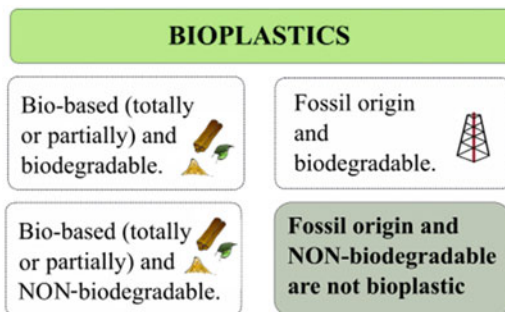 BIOPLASTICS
Bio-based (totally
or partially) and
biodegradable.
Fossil origin
and
biodegradable.
Bio-based (totally
or partially) and
NON-biodegradable.
Fossil origin and
NON-biodegradable
are not bioplastic